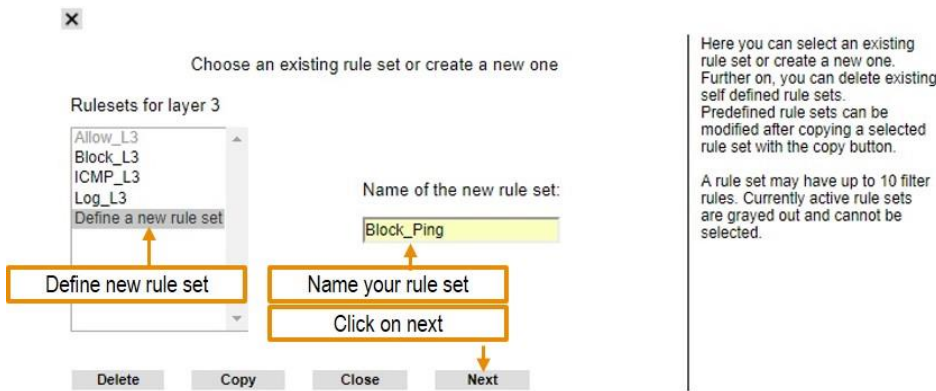 Choose an existing rule set or create a new one
Rulesets for layer 3
Allow_L3
Block_L3
ICMP_L3
Log_L3
Define a new rule set
Name of the new rule set:
Block_Ping
Define new rule set
Name your rule set
Click on next
Delete
Copy
Close
Next
Here you can select an existing
rule set or create a new one.
Further on, you can delete existing
self defined rule sets.
Predefined rule sets can be
modified after copying a selected
rule set with the copy button.
A rule set may have up to 10 filter
rules. Currently active rule sets
are grayed out and cannot be
selected.